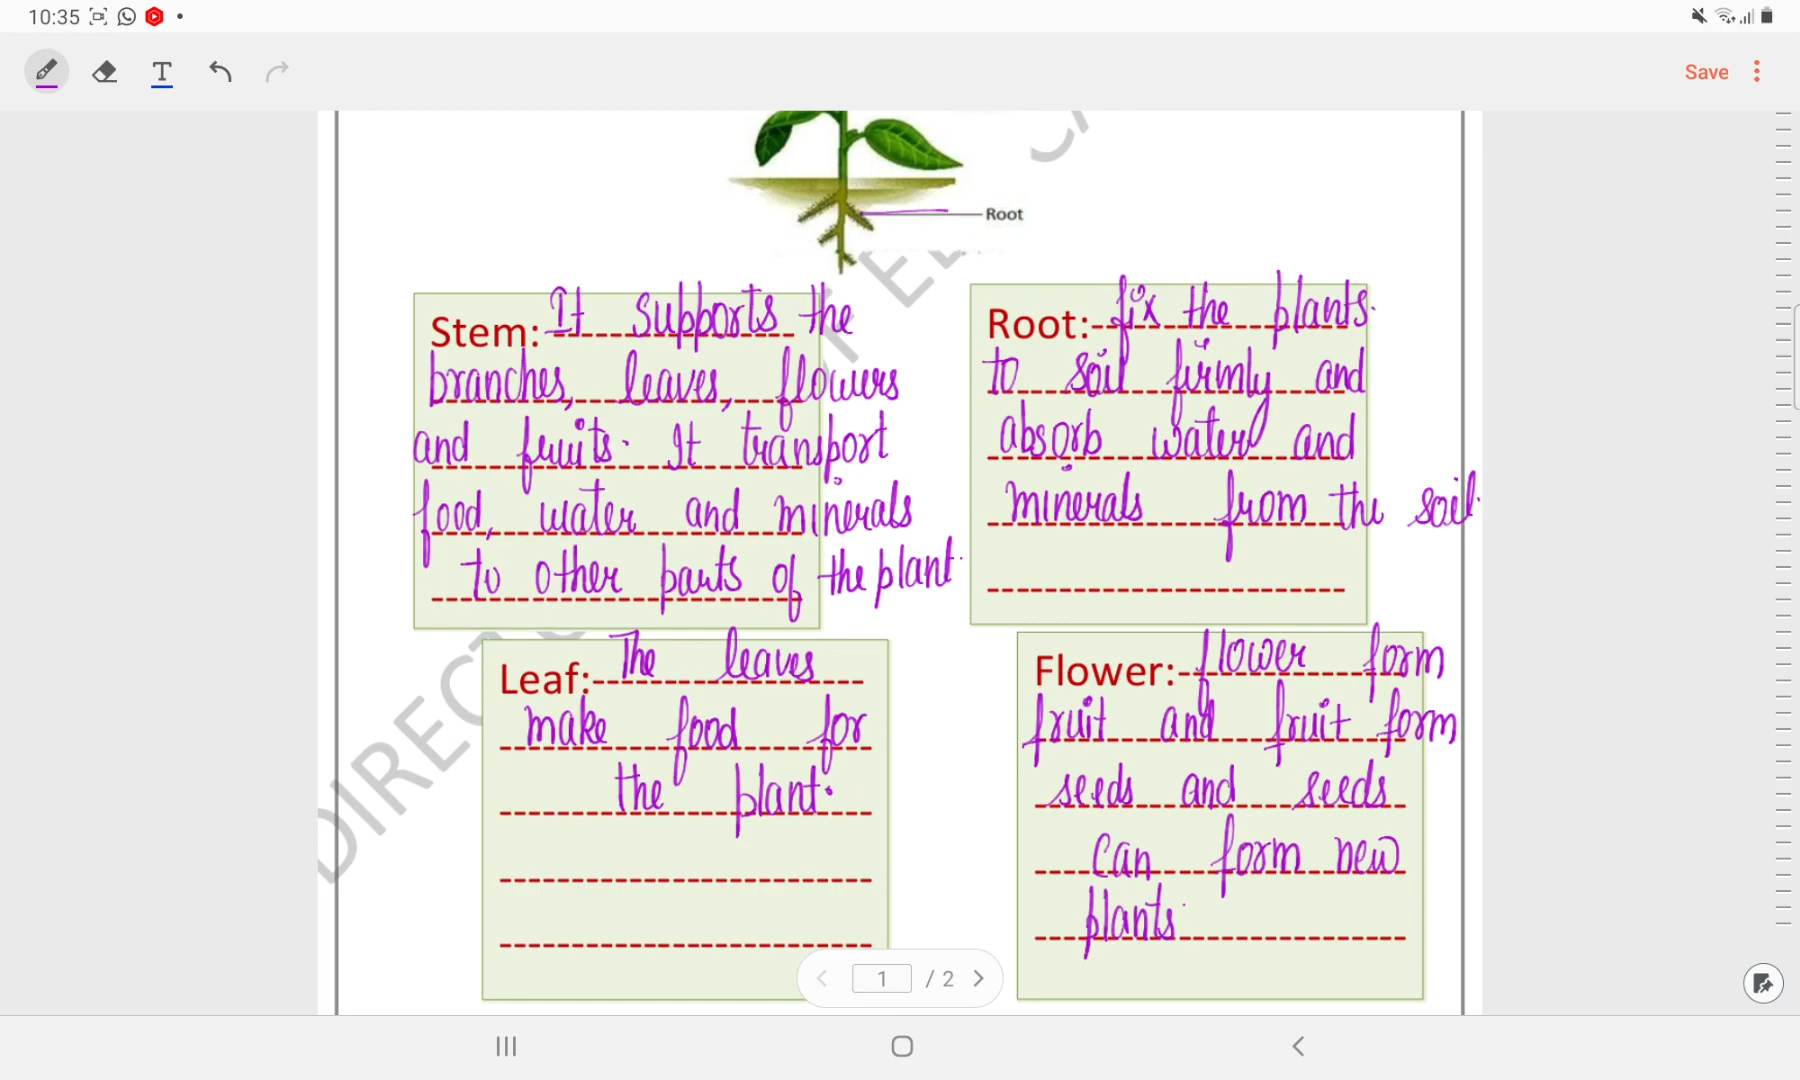 10:35
Save
Root
Stem: It supports the
branches, leaves, flowers
and fruits. It transport
food, water and minerals
to other parts of the plant.
Root: fix the plants.
to soil firmly and
absorb water and
minerals from the soil.
Leaf: The leaves
make food for
the plant.
Flower: flower form
fruit and fruit form
seeds and seeds
can form new
plants.
DIRECT
1 / 2